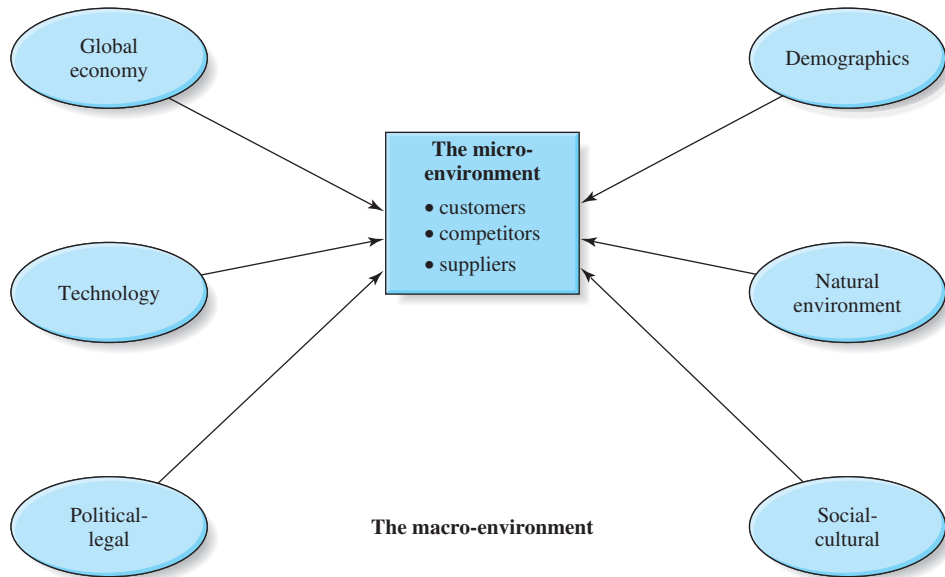 Global
economy
Demographics
The micro-
environment
• customers
• competitors
• suppliers
Technology
Natural
environment
Political-
legal
The macro-environment
Social-
cultural